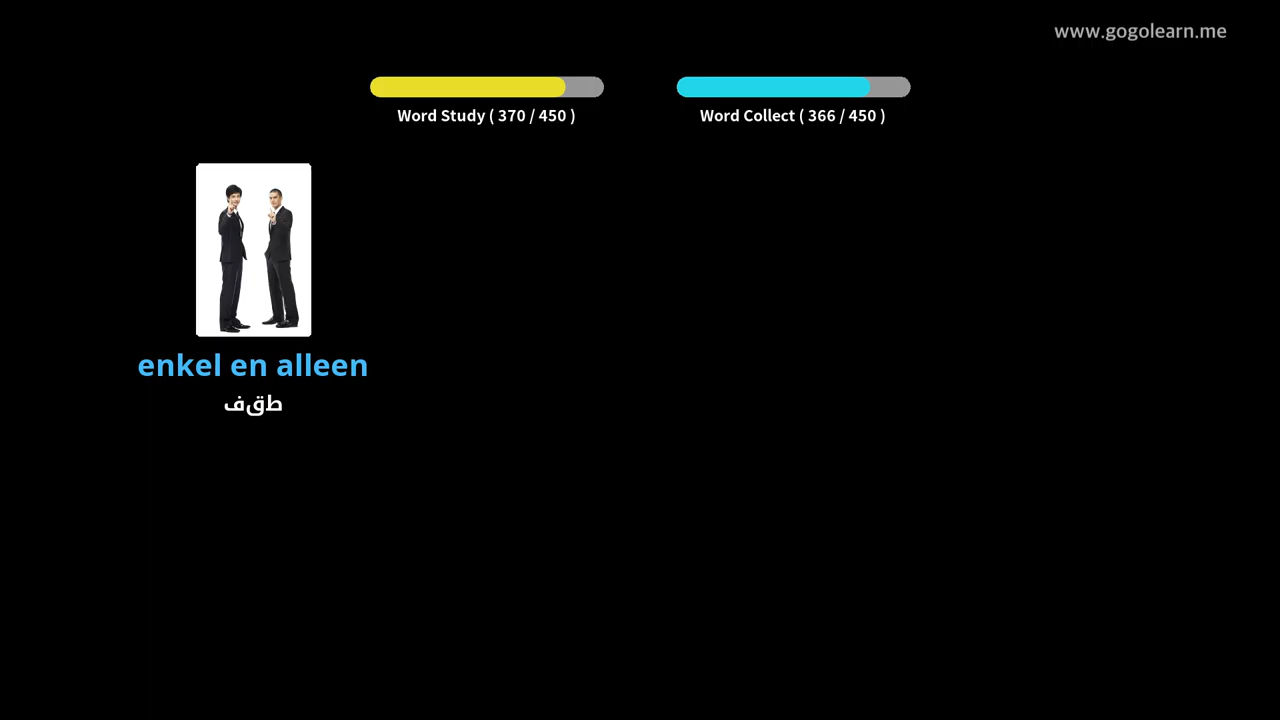 www.gogolearn.me
Word Study ( 370 / 450 )
Word Collect ( 366 / 450 )
enkel en alleen
طقف